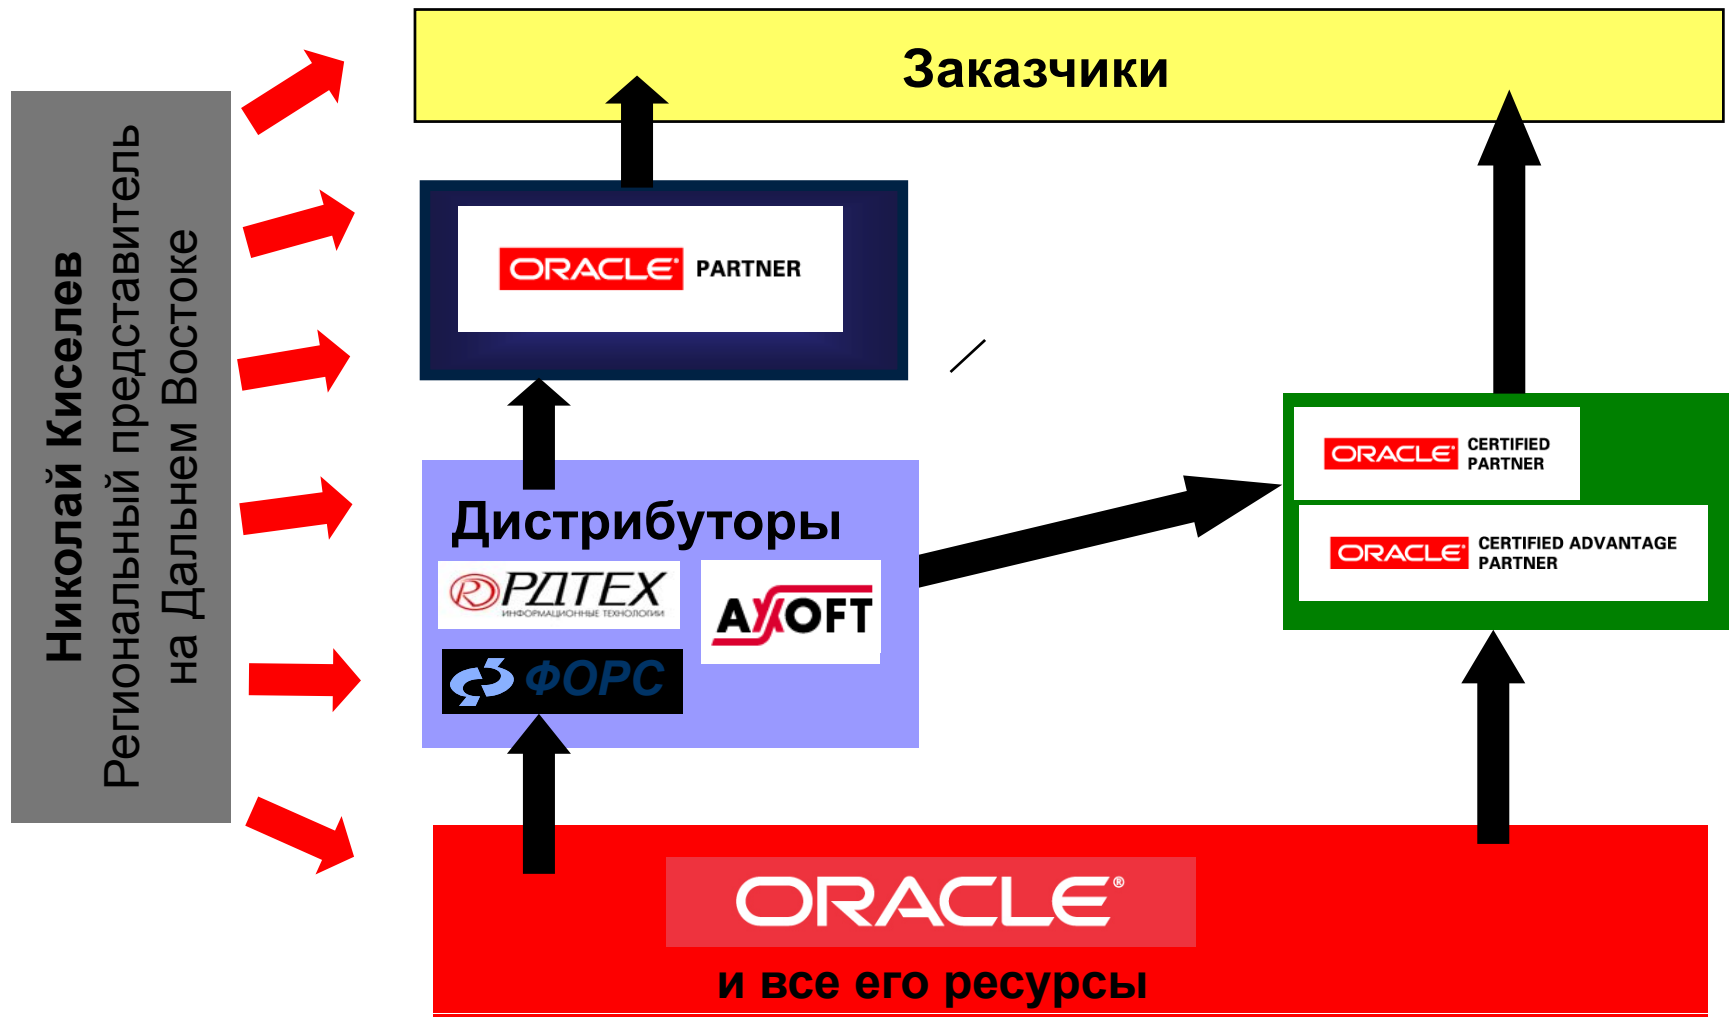 Николай Киселев
Региональный представитель
на Дальнем Востоке
Заказчики
ORACLE® PARTNER
Дистрибуторы
РДТЕХ
ИНФОРМАЦИОННЫЕ ТЕХНОЛОГИИ
AXOFT
ФОРС
ORACLE® CERTIFIED
PARTNER
ORACLE® CERTIFIED ADVANTAGE
PARTNER
ORACLE®
и все его ресурсы